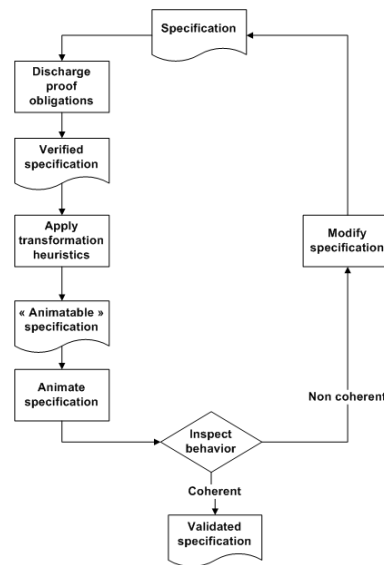 Specification
Discharge
proof
obligations
Verified
specification
Apply
transformation
heuristics
« Animatable »
specification
Animate
specification
Inspect
behavior
Modify
specification
Non coherent
Coherent
Validated
specification